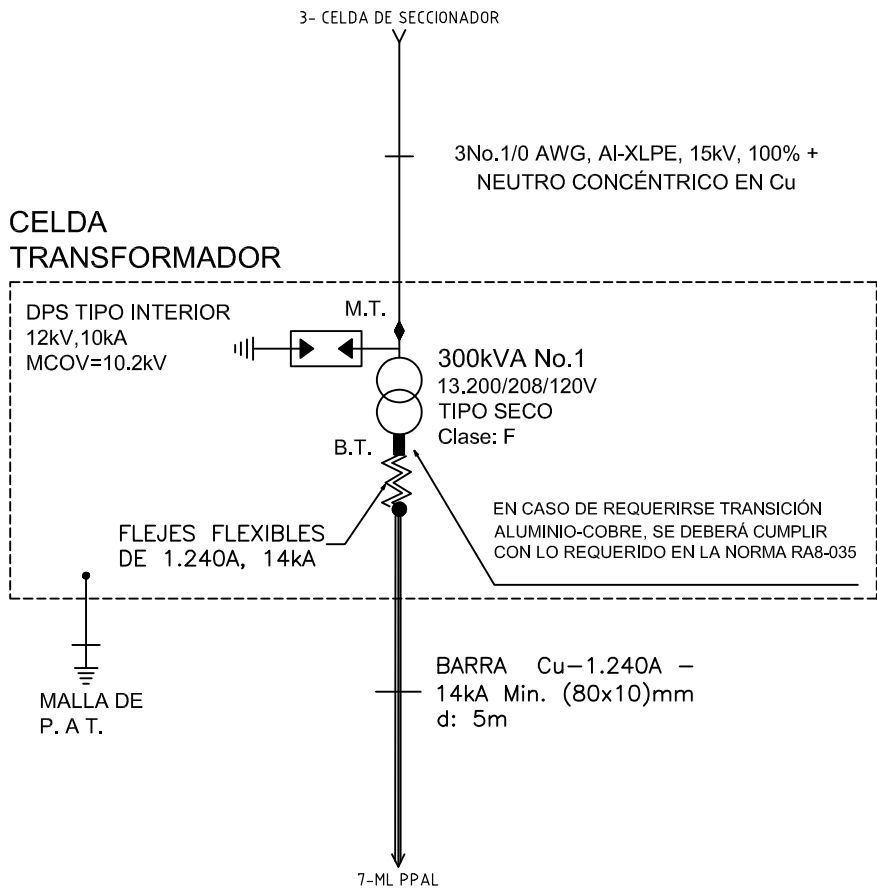 3- CELDA DE SECCIONADOR
3No.1/0 AWG, Al-XLPE, 15kV, 100% +
NEUTRO CONCÉNTRICO EN Cu
CELDA
TRANSFORMADOR
DPS TIPO INTERIOR
12kV,10kA
MCOV=10.2kV
M.T.
300kVA No.1
13.200/208/120V
TIPO SECO
Clase: F
B.T.
FLEJES FLEXIBLES
DE 1.240A, 14kA
EN CASO DE REQUERIRSE TRANSICIÓN
ALUMINIO-COBRE, SE DEBERÁ CUMPLIR
CON LO REQUERIDO EN LA NORMA RA8-035
MALLA DE
P. A T.
BARRA Cu-1.240A -
14kA Min. (80x10)mm
d: 5m
7-ML PPAL